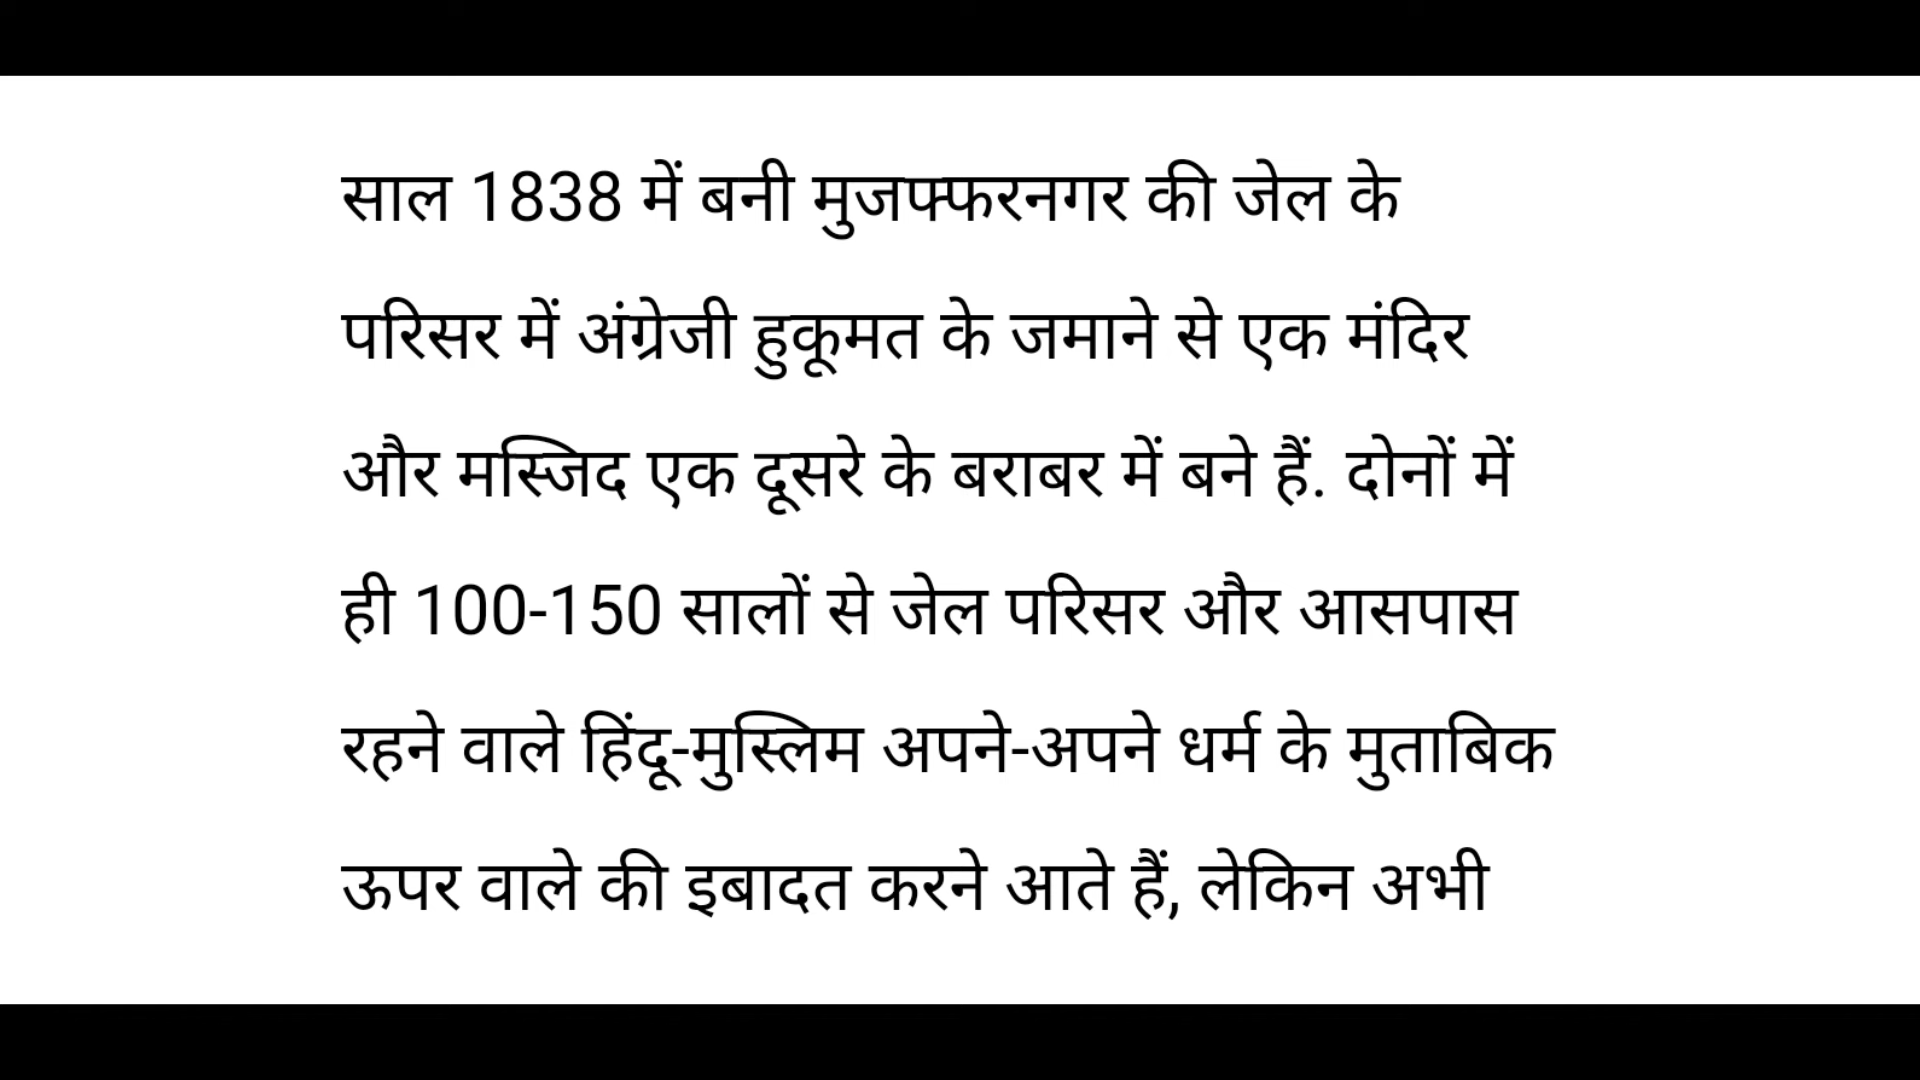 साल 1838 में बनी मुजफ्फरनगर की जेल के
परिसर में अंग्रेजी हुकूमत के जमाने से एक मंदिर
और मस्जिद एक दूसरे के बराबर में बने हैं. दोनों में
ही 100-150 सालों से जेल परिसर और आसपास
रहने वाले हिंदू-मुस्लिम अपने-अपने धर्म के मुताबिक
ऊपर वाले की इबादत करने आते हैं, लेकिन अभी